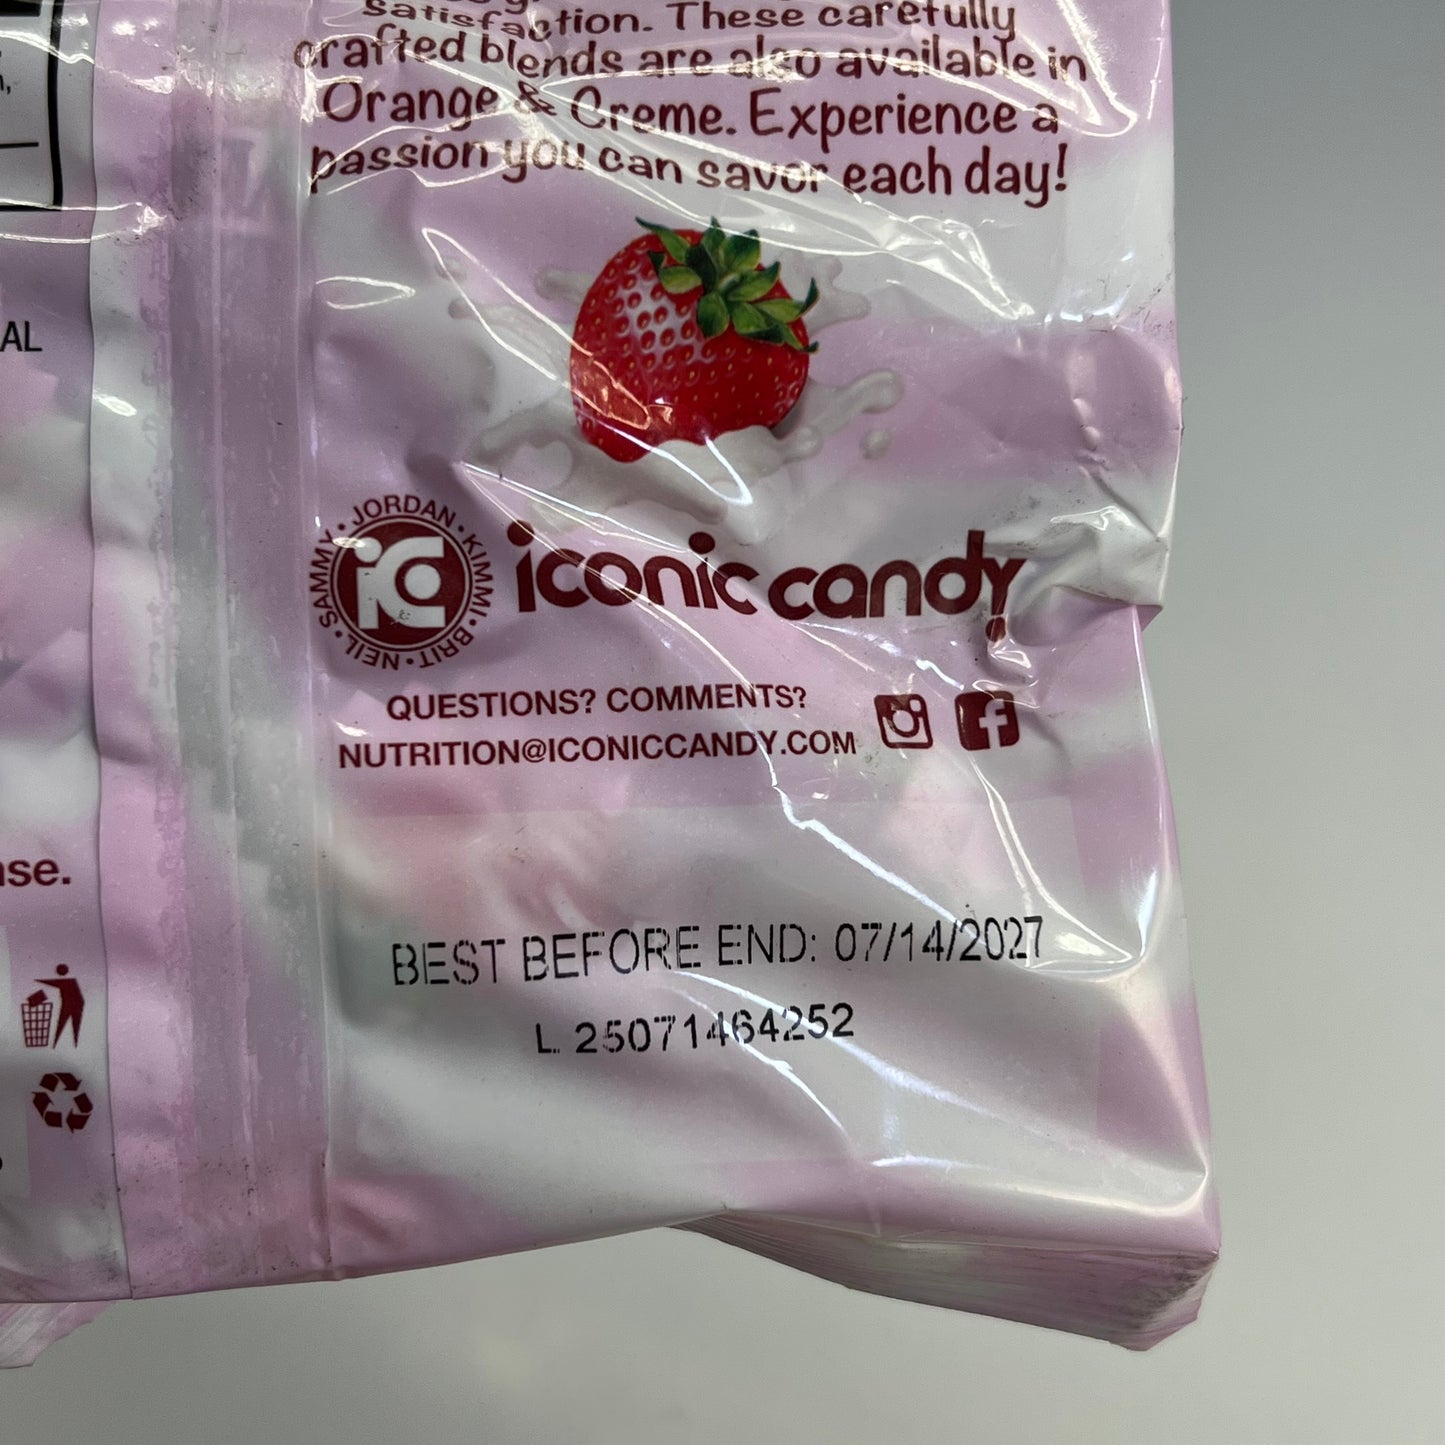 satisfaction. These carefully
crafted blends are also available in
Orange & Creme. Experience a
passion you can savor each day!
AL
JORDAN • KIMMI • BRIT • NEIL • SAMMY •
iC
iconic candy
QUESTIONS? COMMENTS?
NUTRITION@ICONICCANDY.COM
f
se.
BEST BEFORE END: 07/14/2027
L. 25071464252